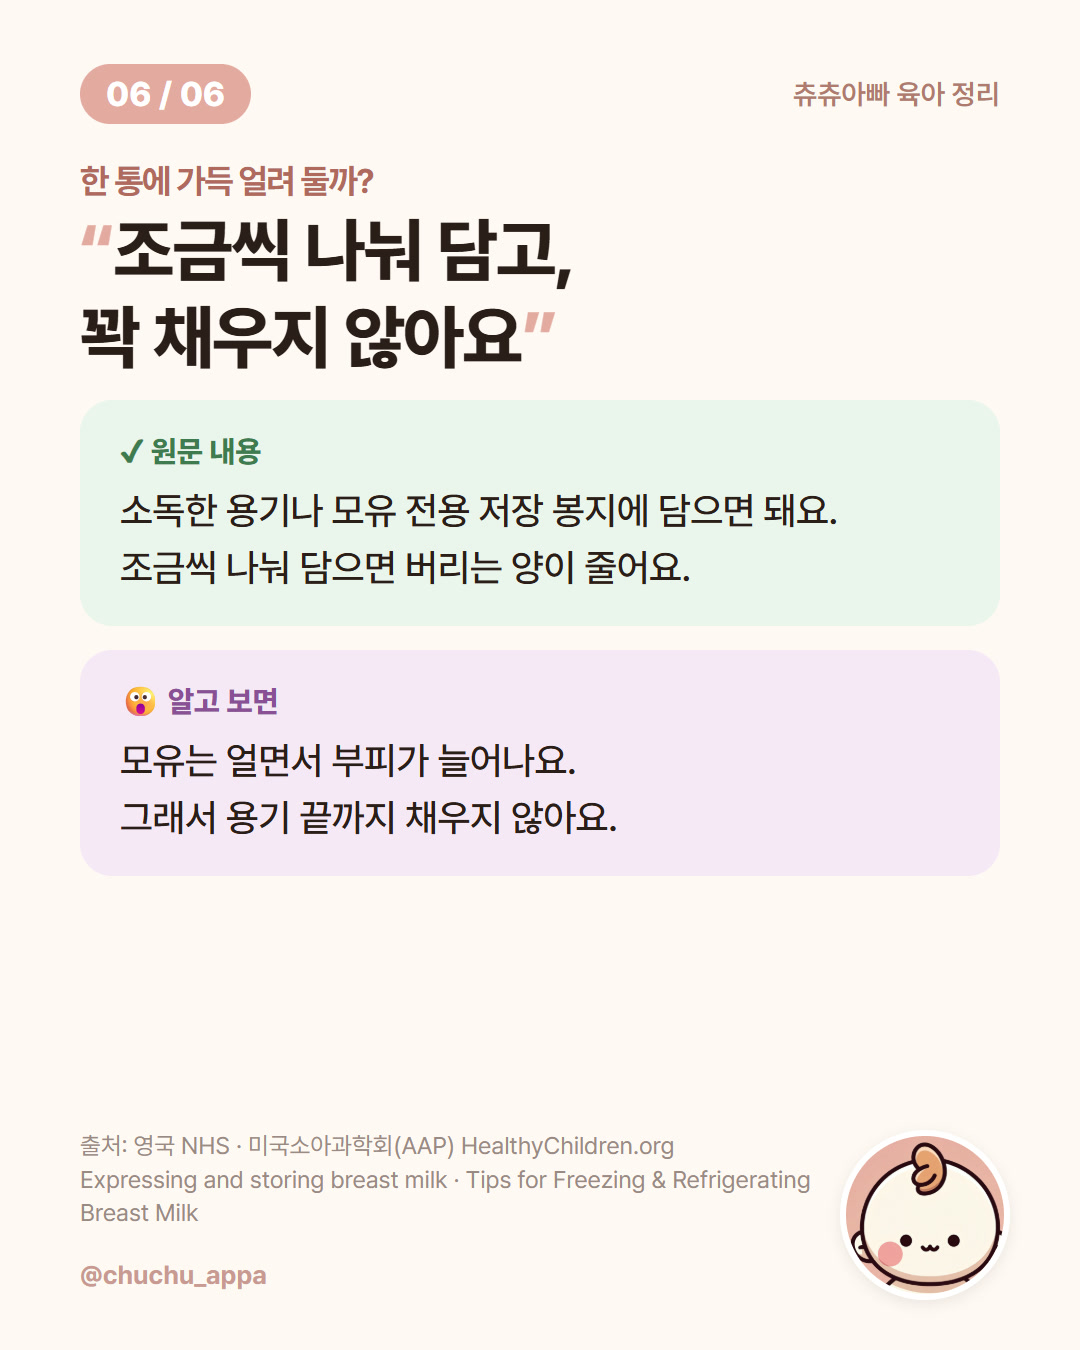 06 / 06
츄츄아빠 육아 정리
한 통에 가득 얼려 둘까?
“조금씩 나눠 담고,
꽉 채우지 않아요”
✔ 원문 내용
소독한 용기나 모유 전용 저장 봉지에 담으면 돼요.
조금씩 나눠 담으면 버리는 양이 줄어요.
😲 알고 보면
모유는 얼면서 부피가 늘어나요.
그래서 용기 끝까지 채우지 않아요.
출처: 영국 NHS · 미국소아과학회(AAP) HealthyChildren.org
Expressing and storing breast milk · Tips for Freezing & Refrigerating
Breast Milk
@chuchu_appa